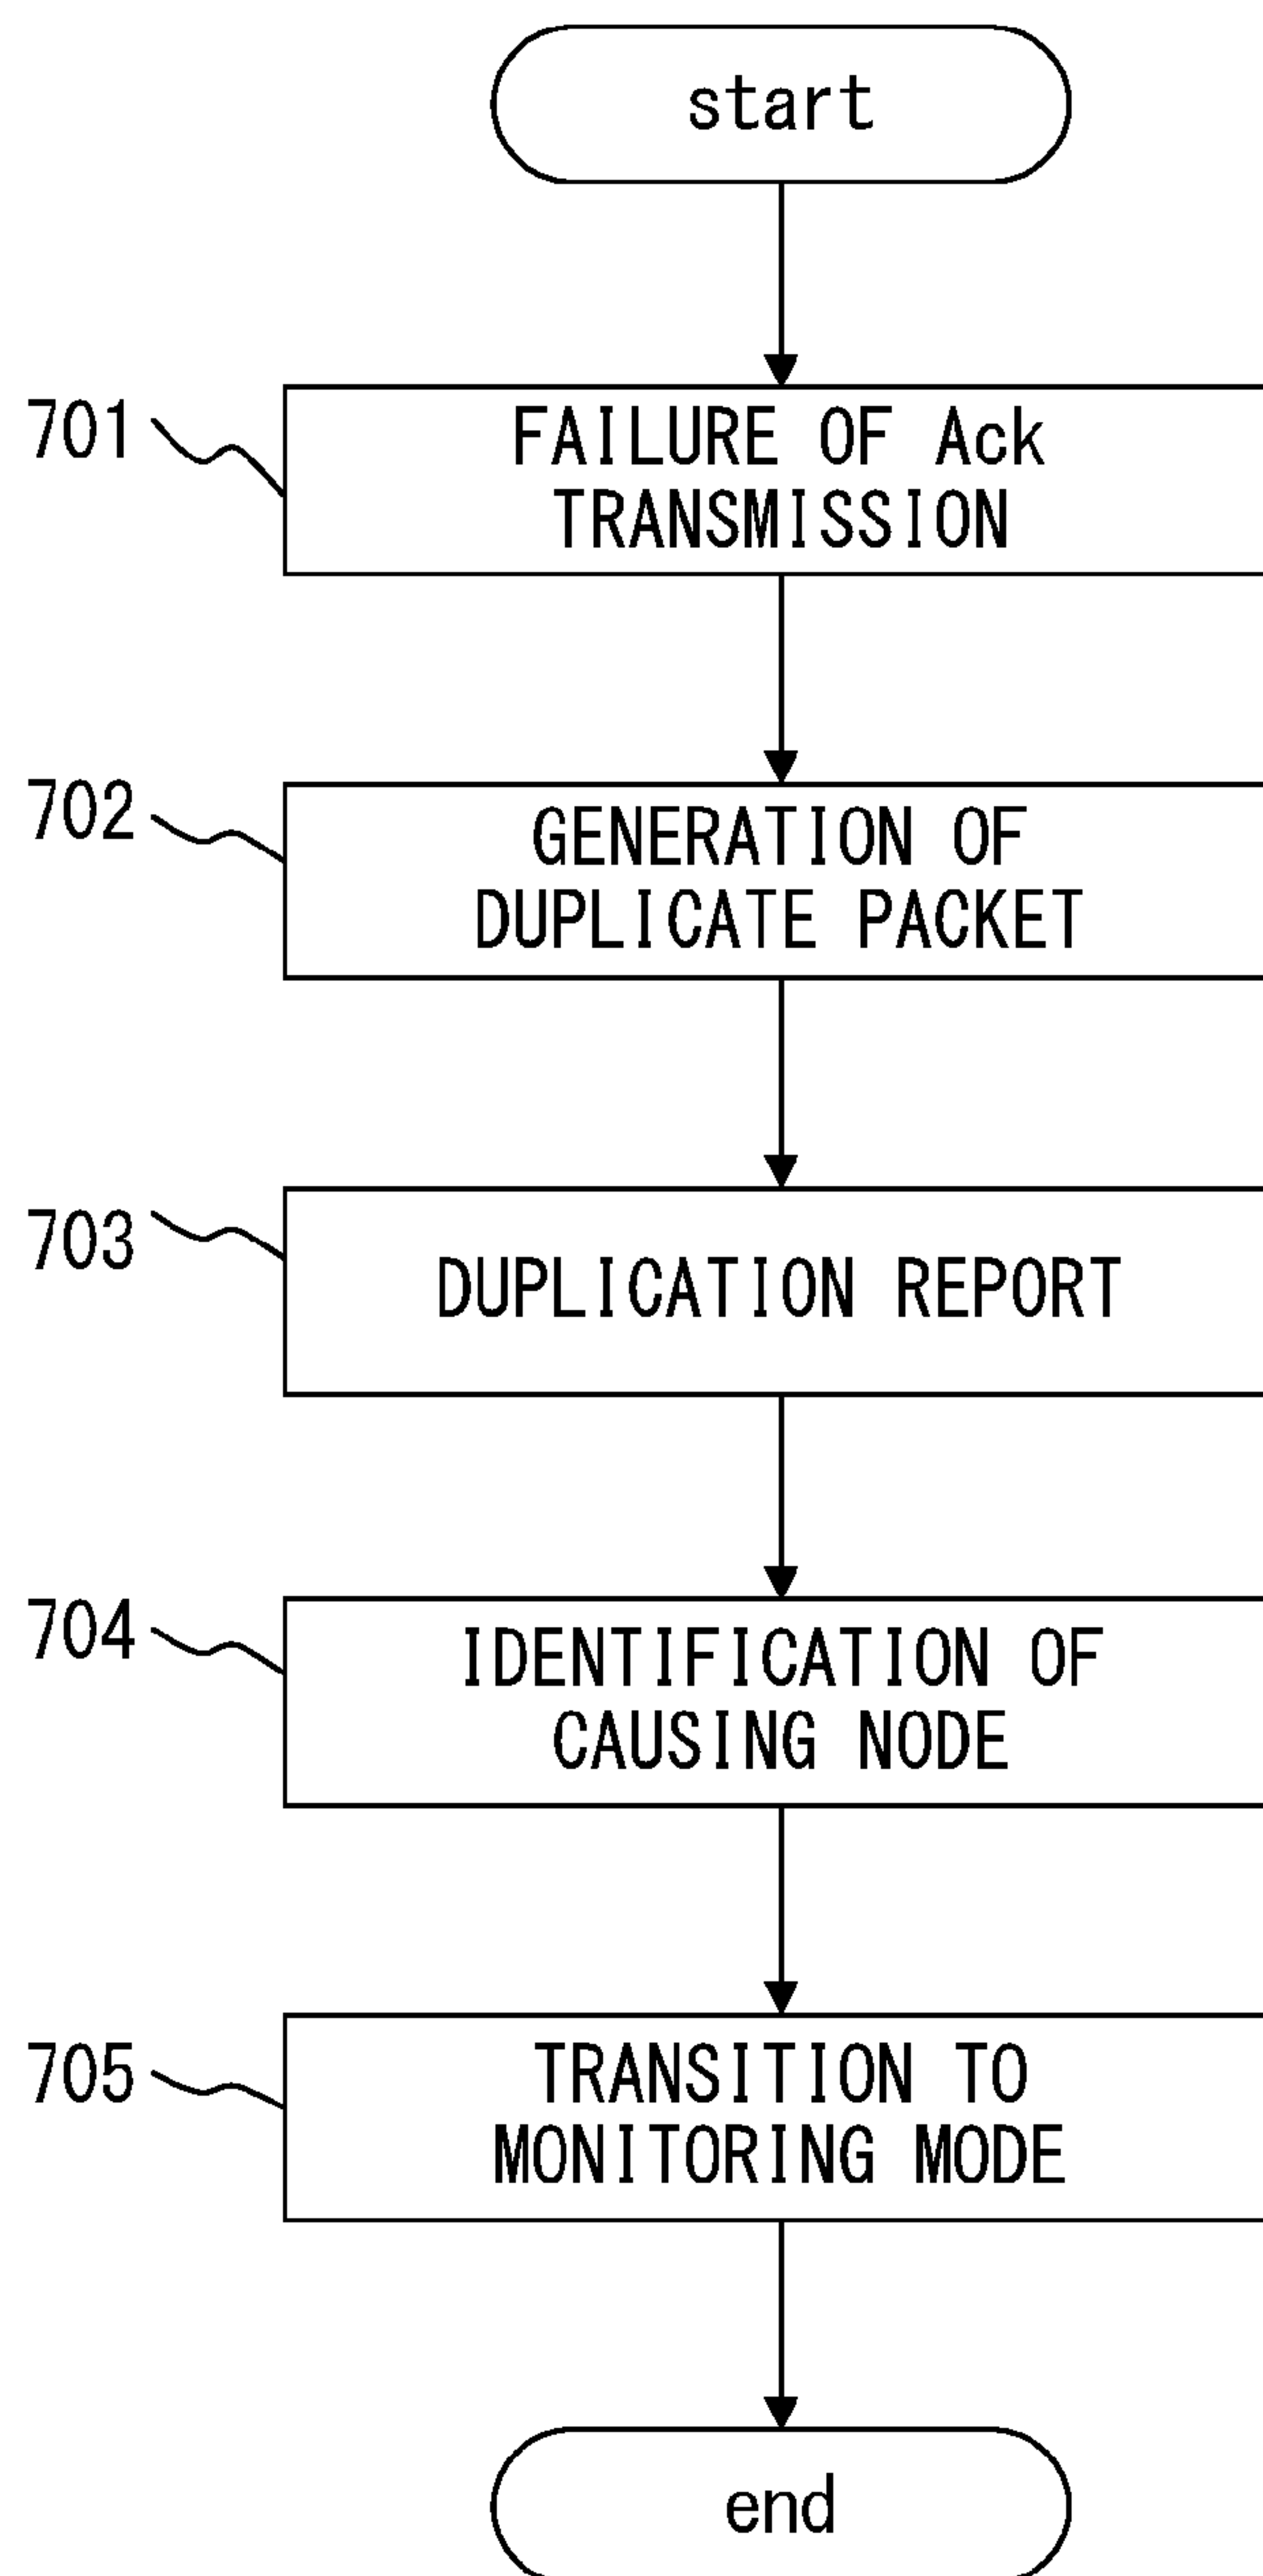 start
701
FAILURE OF Ack
TRANSMISSION
702
GENERATION OF
DUPLICATE PACKET
703
DUPLICATION REPORT
704
IDENTIFICATION OF
CAUSING NODE
705
TRANSITION TO
MONITORING MODE
end